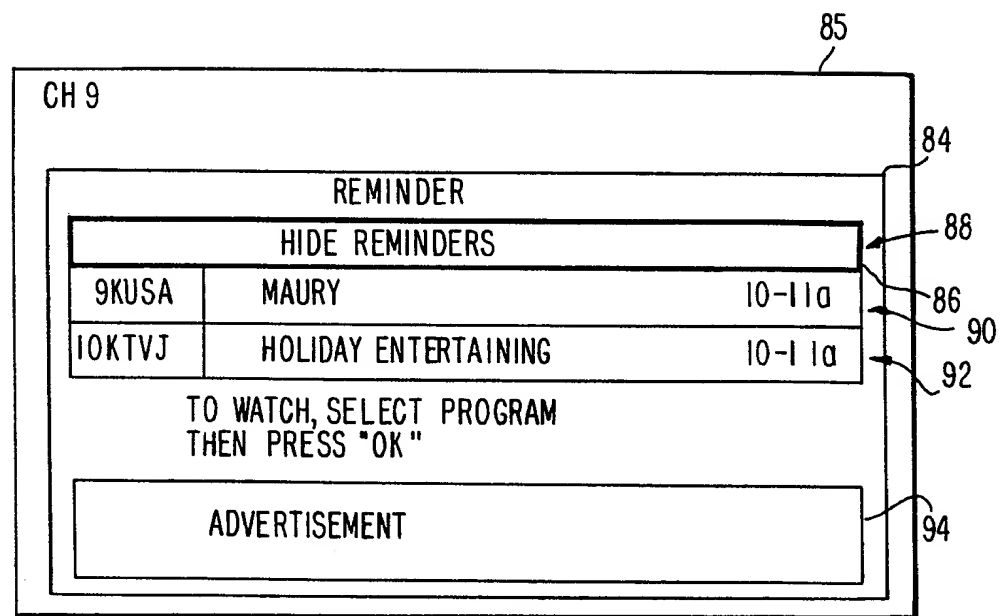 85
CH 9
84
REMINDER
HIDE REMINDERS
88
9KUSA MAURY 10-11a
86
90
10KTVJ HOLIDAY ENTERTAINING 10-11a
92
TO WATCH, SELECT PROGRAM
THEN PRESS "OK"
ADVERTISEMENT
94